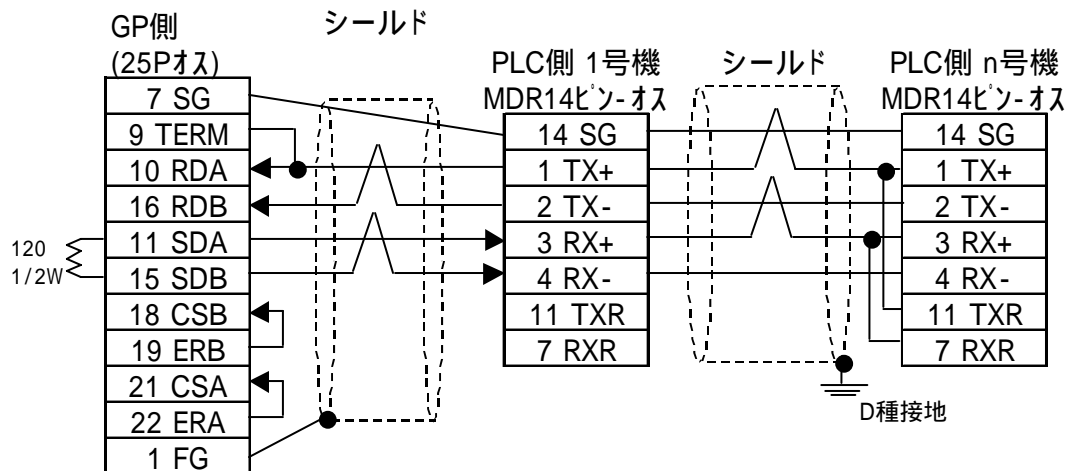 シールド
GP側
(25Pｵｽ)
7 SG
9 TERM
10 RDA
16 RDB
11 SDA
15 SDB
18 CSB
19 ERB
21 CSA
22 ERA
1 FG
120
1/2W
PLC側 1号機
MDR14ﾋﾟﾝ-ｵｽ
14 SG
1 TX+
2 TX-
3 RX+
4 RX-
11 TXR
7 RXR
シールド
D種接地
PLC側 n号機
MDR14ﾋﾟﾝ-ｵｽ
14 SG
1 TX+
2 TX-
3 RX+
4 RX-
11 TXR
7 RXR